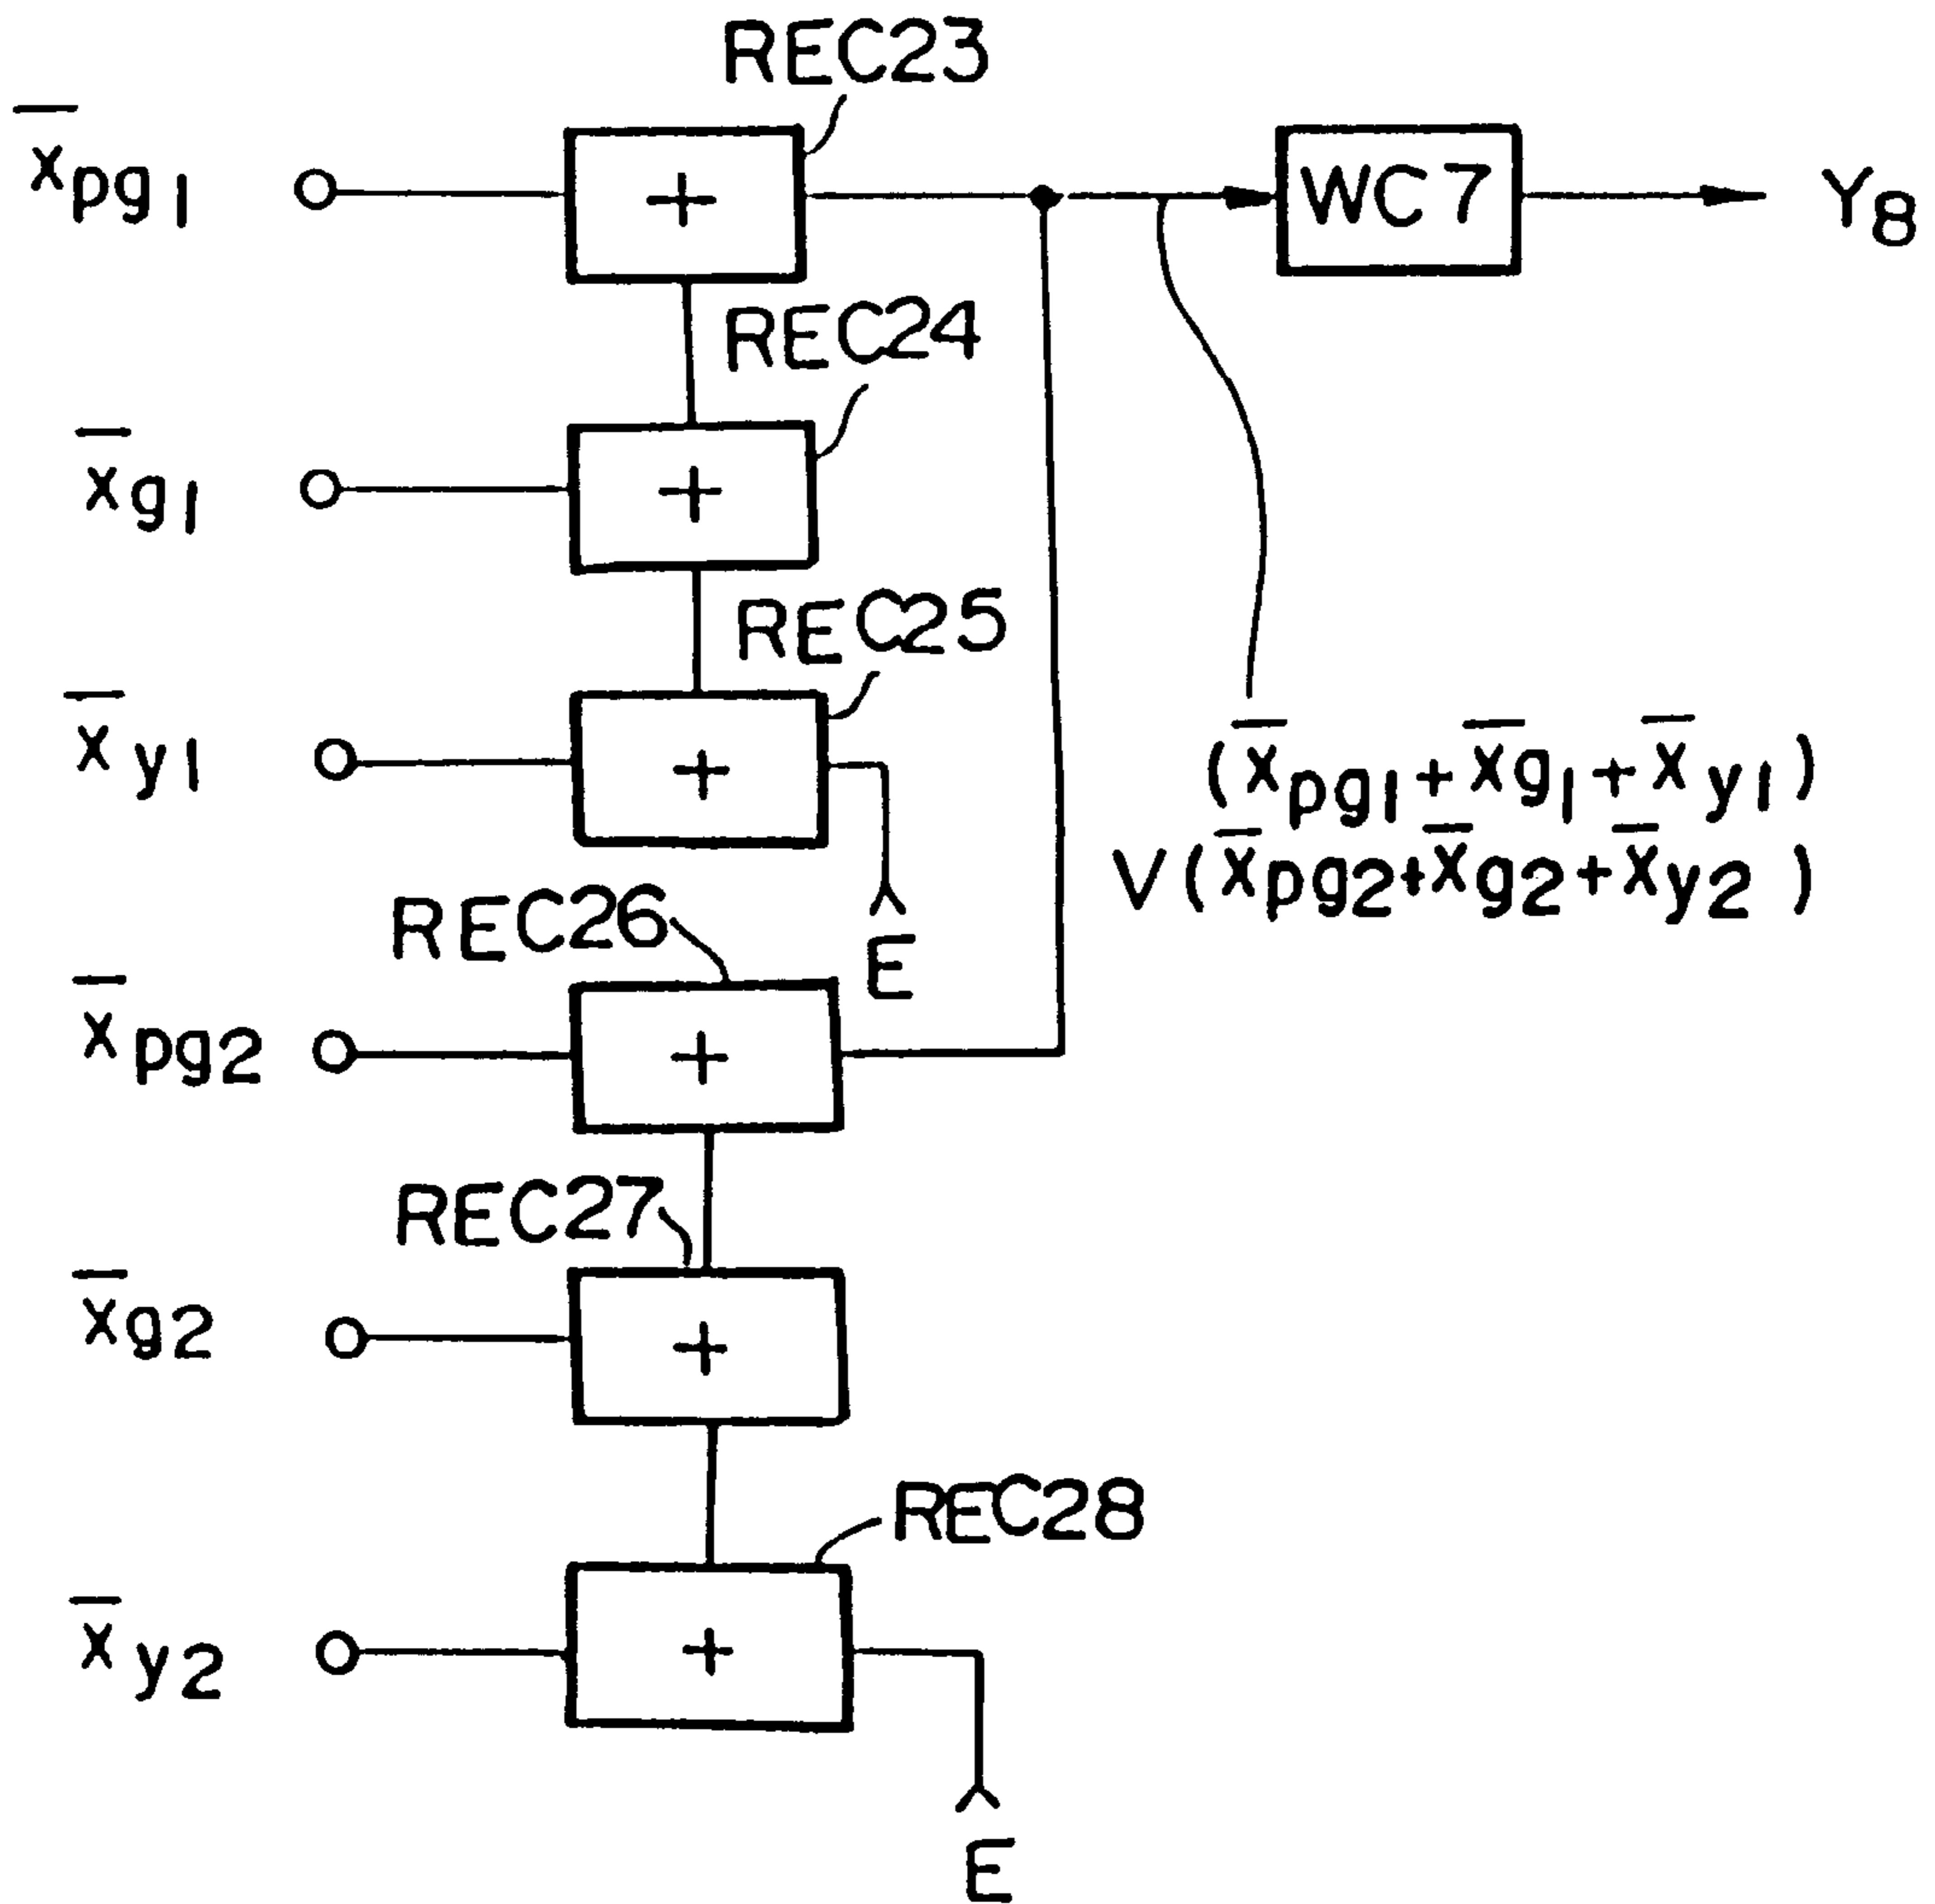 REC23
x̅pg1
+
WC7
Y8
REC24
x̅g1
+
REC25
x̅y1
+
(x̅pg1+x̅g1+x̅y1)
V(x̅pg2+x̅g2+x̅y2)
E
REC26
x̅pg2
+
REC27
x̅g2
+
REC28
x̅y2
+
E